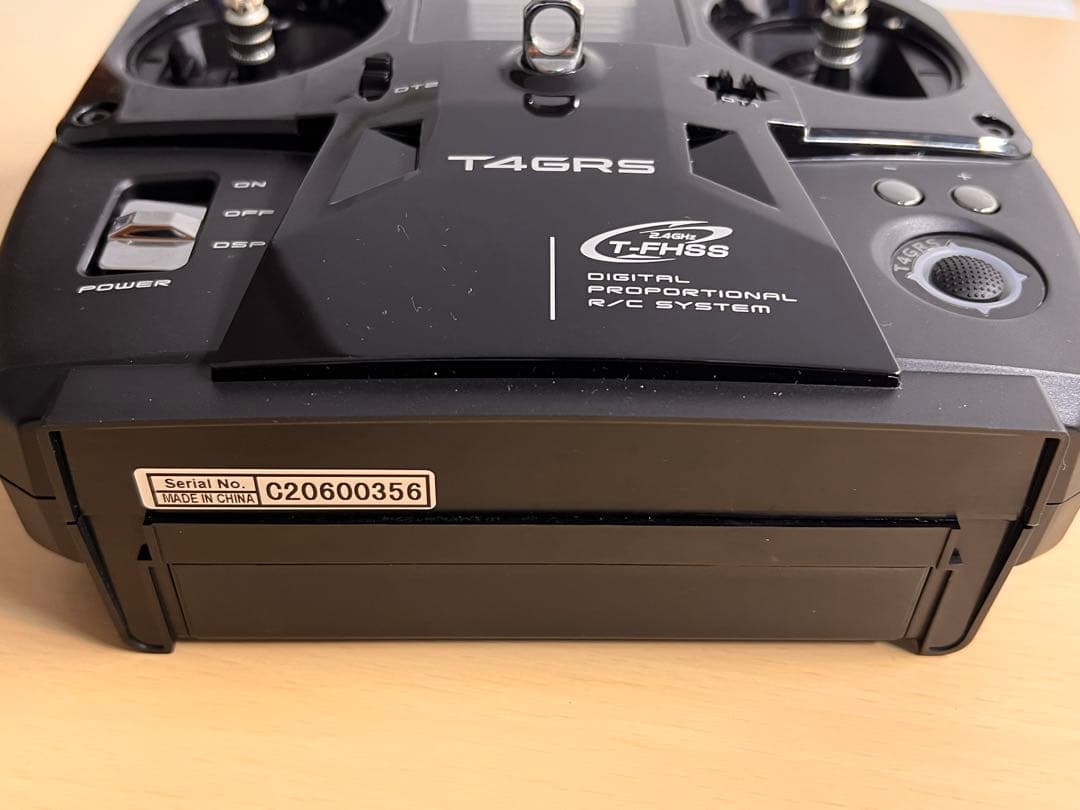 DT2
DT1
T4GRS
ON
OFF
DSP
POWER
- +
T4GRS
2.4GHz
T-FHSS
DIGITAL
PROPORTIONAL
R/C SYSTEM
Serial No.
MADE IN CHINA
C20600356